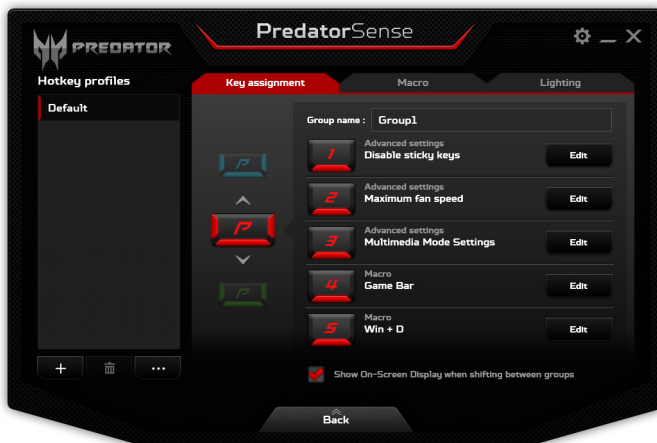 PREDATOR
PredatorSense
Hotkey profiles
Default
Key assignment
Macro
Lighting
Group name :
Group1
1
Advanced settings
Disable sticky keys
Edit
2
Advanced settings
Maximum fan speed
Edit
3
Advanced settings
Multimedia Mode Settings
Edit
4
Macro
Game Bar
Edit
5
Macro
Win + D
Edit
P
P
P
Show On-Screen Display when shifting between groups
Back